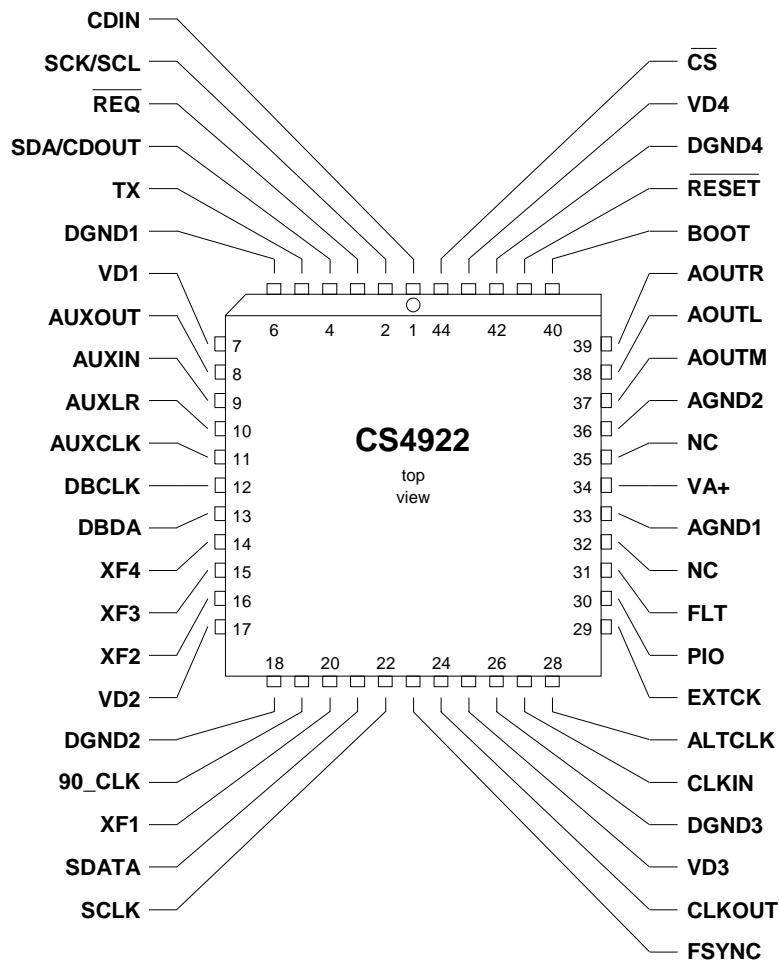 CDIN
SCK/SCL
REQ
SDA/CDOUT
TX
DGND1
VD1
AUXOUT
AUXIN
AUXLR
AUXCLK
DBCLK
DBDA
XF4
XF3
XF2
VD2
DGND2
90_CLK
XF1
SDATA
SCLK
CS
VD4
DGND4
RESET
BOOT
AOUTR
AOUTL
AOUTM
AGND2
NC
VA+
AGND1
NC
FLT
PIO
EXTCK
ALTCLK
CLKIN
DGND3
VD3
CLKOUT
FSYNC
6 4 2 1 44 42 40
7
8
9
10
11
12
13
14
15
16
17
CS4922
top
view
39
38
37
36
35
34
33
32
31
30
29
18 20 22 24 26 28